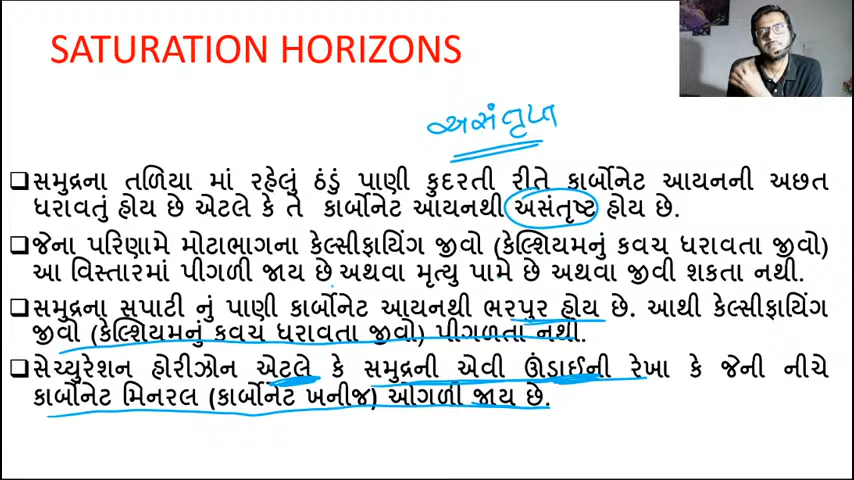 SATURATION HORIZONS
અસંતૃપ્ત
❑સમુદ્રના તળિયા માં રહેલું ઠંડું પાણી કુદરતી રીતે કાર્બોનેટ આયનની અછત
ધરાવતું હોય છે એટલે કે તે કાર્બોનેટ આયનથી અસંતૃષ્ટ હોય છે.
❑જેના પરિણામે મોટાભાગના કેલ્સીફાયિંગ જીવો (કેલ્શિયમનું કવચ ધરાવતા જીવો)
આ વિસ્તારમાં પીગળી જાય છે અથવા મૃત્યુ પામે છે અથવા જીવી શકતા નથી.
❑સમુદ્રના સપાટી નું પાણી કાર્બોનેટ આયનથી ભરપુર હોય છે. આથી કેલ્સીફાયિંગ
જીવો (કેલ્શિયમનું કવચ ધરાવતા જીવો) પીગળતા નથી.
❑સેચ્યુરેશન હોરીઝોન એટલે કે સમુદ્રની એવી ઊંડાઈની રેખા કે જેની નીચે
કાર્બોનેટ મિનરલ (કાર્બોનેટ ખનીજ) ઓગળી જાય છે.